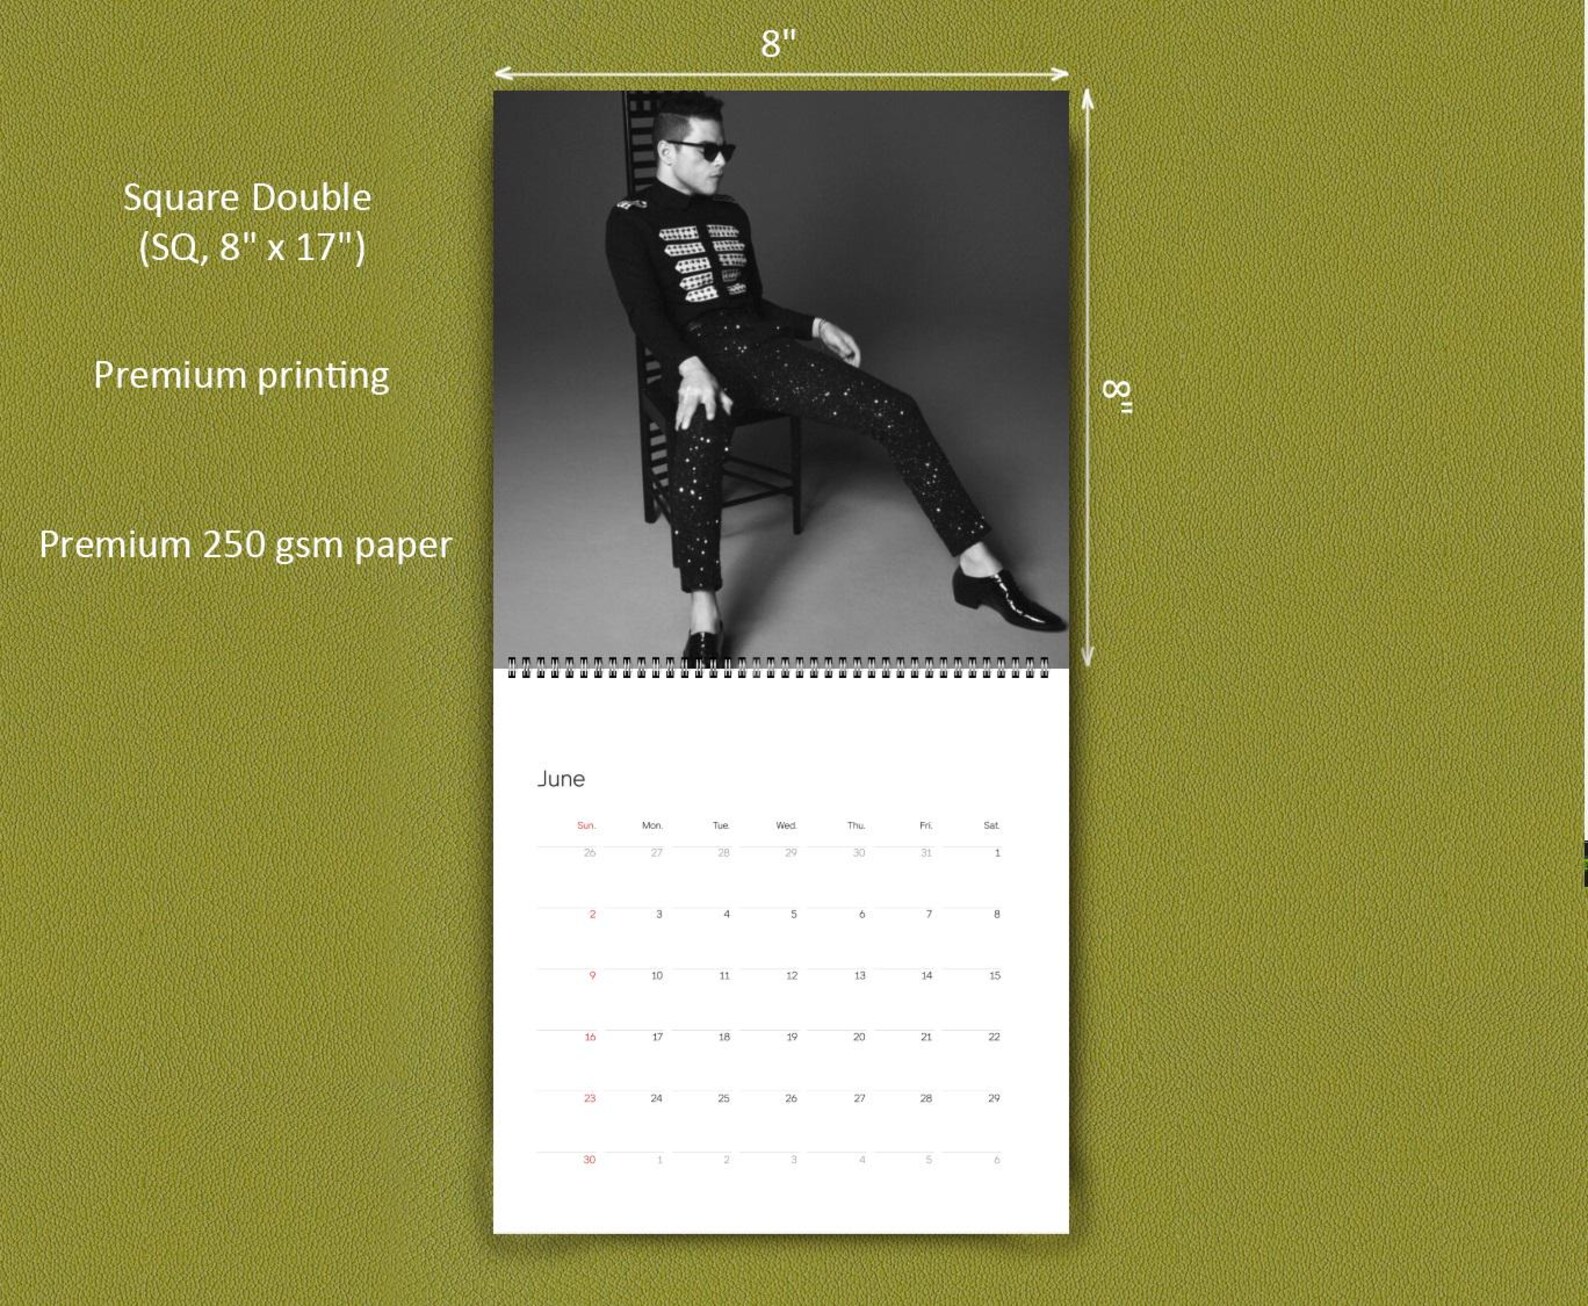 8"
8"
Square Double
(SQ, 8" x 17")
Premium printing
Premium 250 gsm paper
June
Sun. Mon. Tue. Wed. Thu. Fri. Sat.
26 27 28 29 30 31 1
2 3 4 5 6 7 8
9 10 11 12 13 14 15
16 17 18 19 20 21 22
23 24 25 26 27 28 29
30 1 2 3 4 5 6